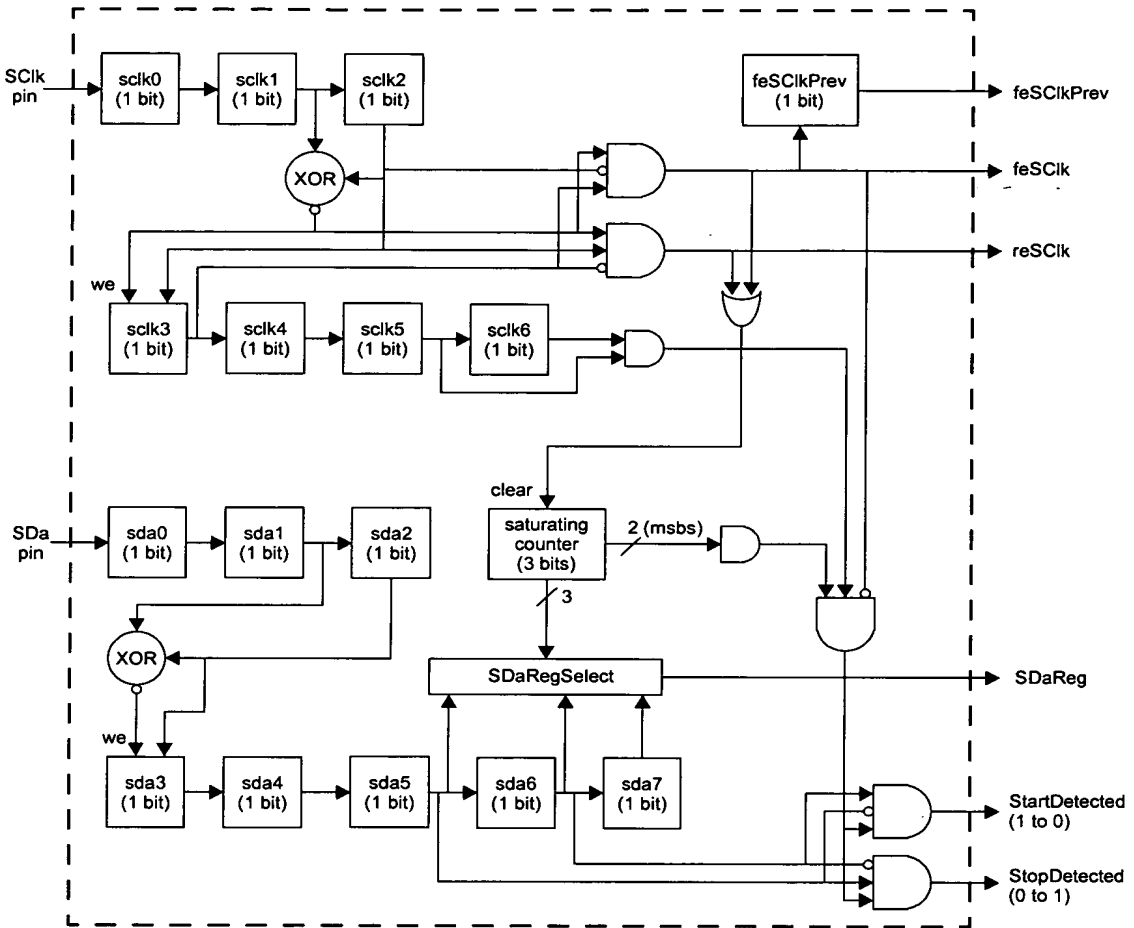 SClk
pin
sclk0
(1 bit)
sclk1
(1 bit)
sclk2
(1 bit)
feSClkPrev
(1 bit)
feSClkPrev
XOR
feSClk
reSClk
we
sclk3
(1 bit)
sclk4
(1 bit)
sclk5
(1 bit)
sclk6
(1 bit)
clear
SDa
pin
sda0
(1 bit)
sda1
(1 bit)
sda2
(1 bit)
saturating
counter
(3 bits)
2 (msbs)
3
XOR
SDaRegSelect
SDaReg
we
sda3
(1 bit)
sda4
(1 bit)
sda5
(1 bit)
sda6
(1 bit)
sda7
(1 bit)
StartDetected
(1 to 0)
StopDetected
(0 to 1)